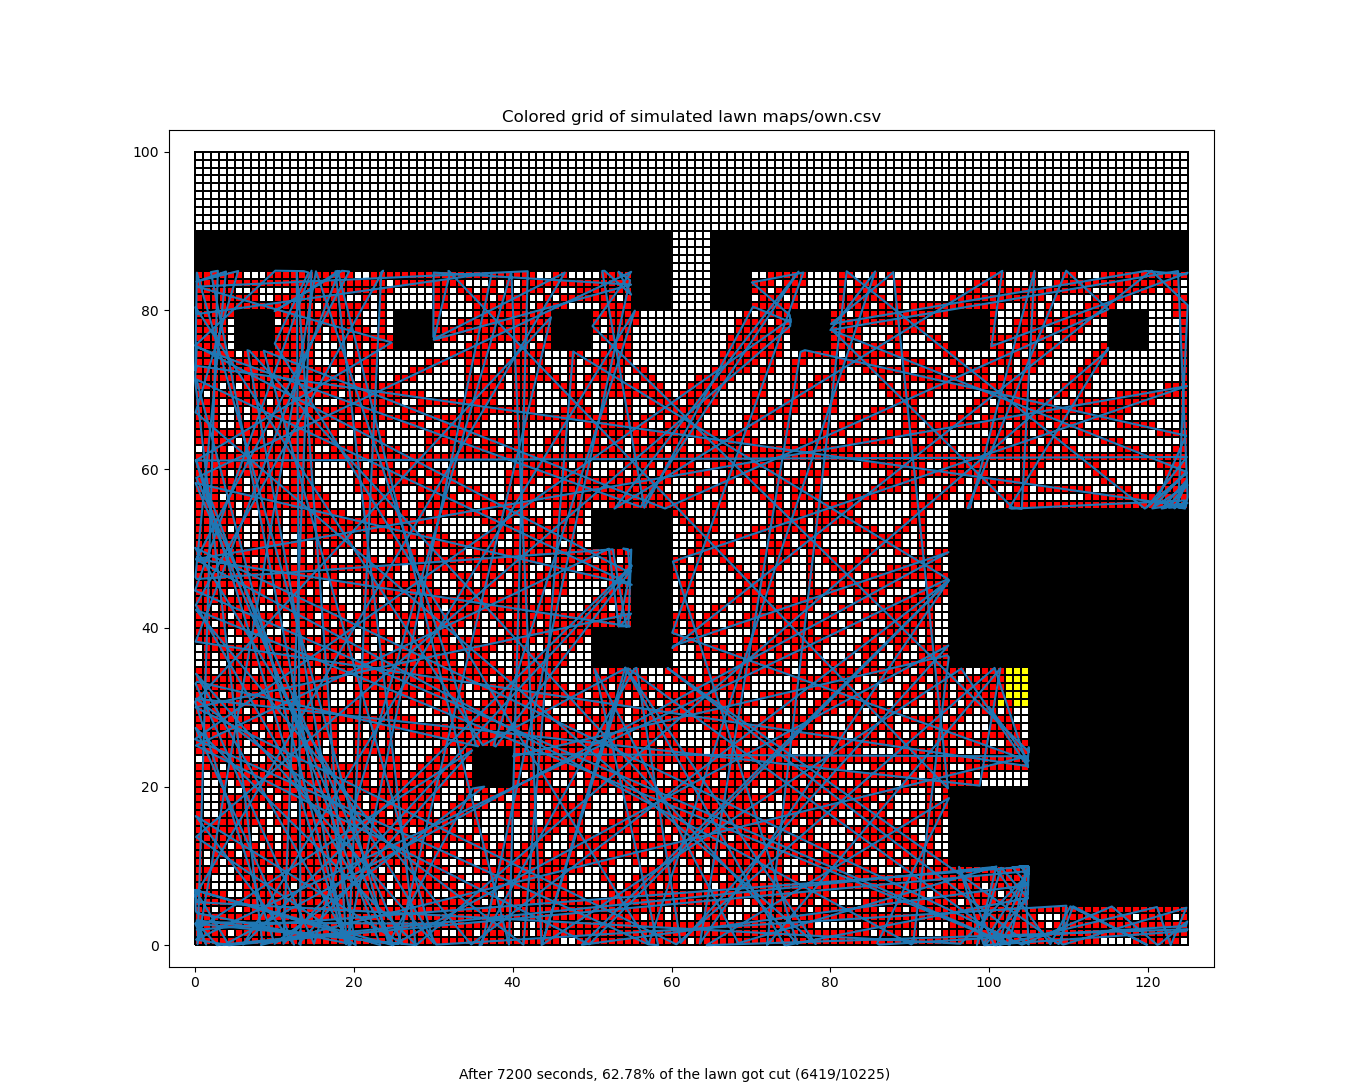 Colored grid of simulated lawn maps/own.csv
100
80
60
40
20
0
0 20 40 60 80 100 120
After 7200 seconds, 62.78% of the lawn got cut (6419/10225)